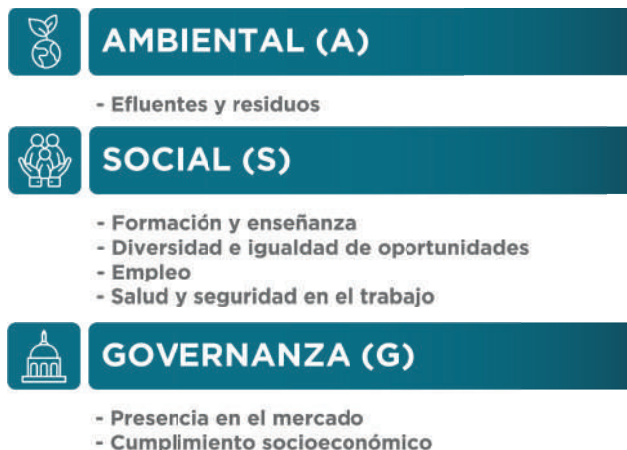 AMBIENTAL (A)
- Efluentes y residuos
SOCIAL (S)
- Formación y enseñanza
- Diversidad e igualdad de oportunidades
- Empleo
- Salud y seguridad en el trabajo
GOVERNANZA (G)
- Presencia en el mercado
- Cumplimiento socioeconómico